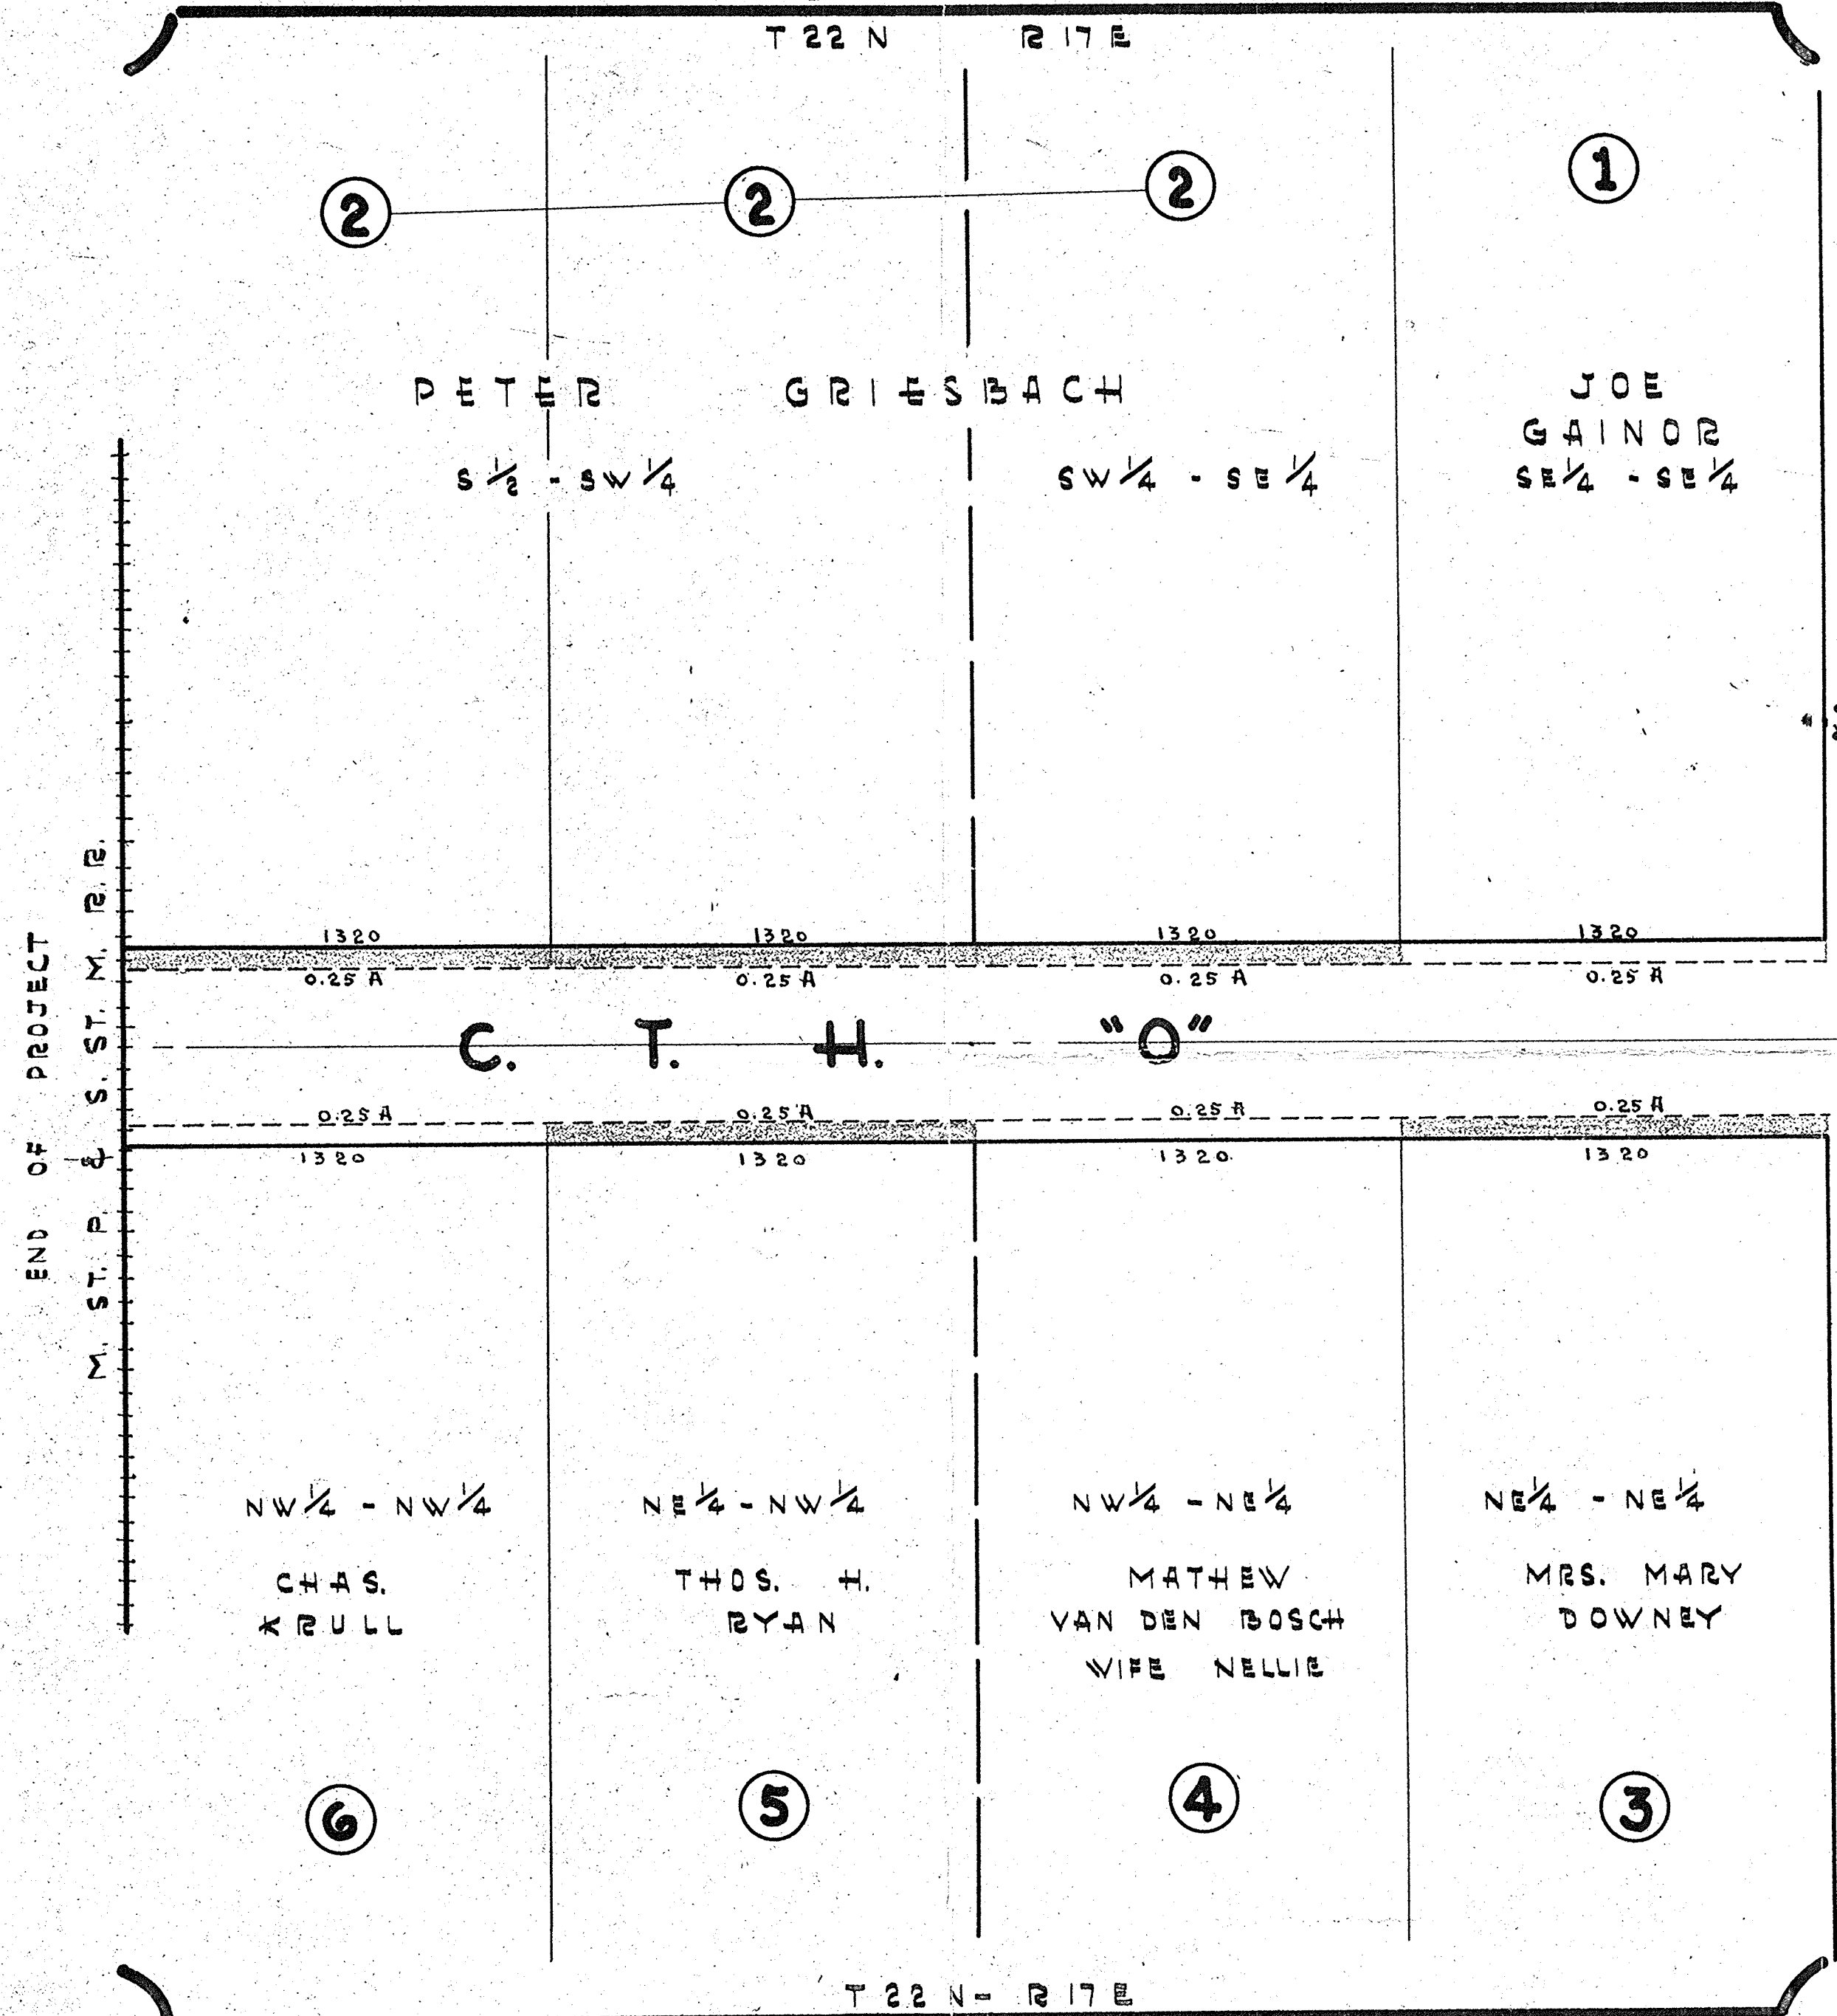 T 22 N R 17 E
2 2 2 1
PETER GRIESBACH
S 1/2 - SW 1/4
SW 1/4 - SE 1/4
JOE
GAINOR
SE 1/4 - SE 1/4
1320 1320 1320 1320
0.25 A 0.25 A 0.25 A 0.25 A
C. T. H. "O"
0.25 A 0.25 A 0.25 A 0.25 A
1320 1320 1320 1320
END OF PROJECT
M. ST. P. & S. ST. M. R. R.
NW 1/4 - NW 1/4
CHAS.
KRULL
6
NE 1/4 - NW 1/4
THOS. H.
RYAN
5
NW 1/4 - NE 1/4
MATHEW
VAN DEN BOSCH
WIFE NELLIE
4
NE 1/4 - NE 1/4
MRS. MARY
DOWNEY
3
T 22 N - R 17 E